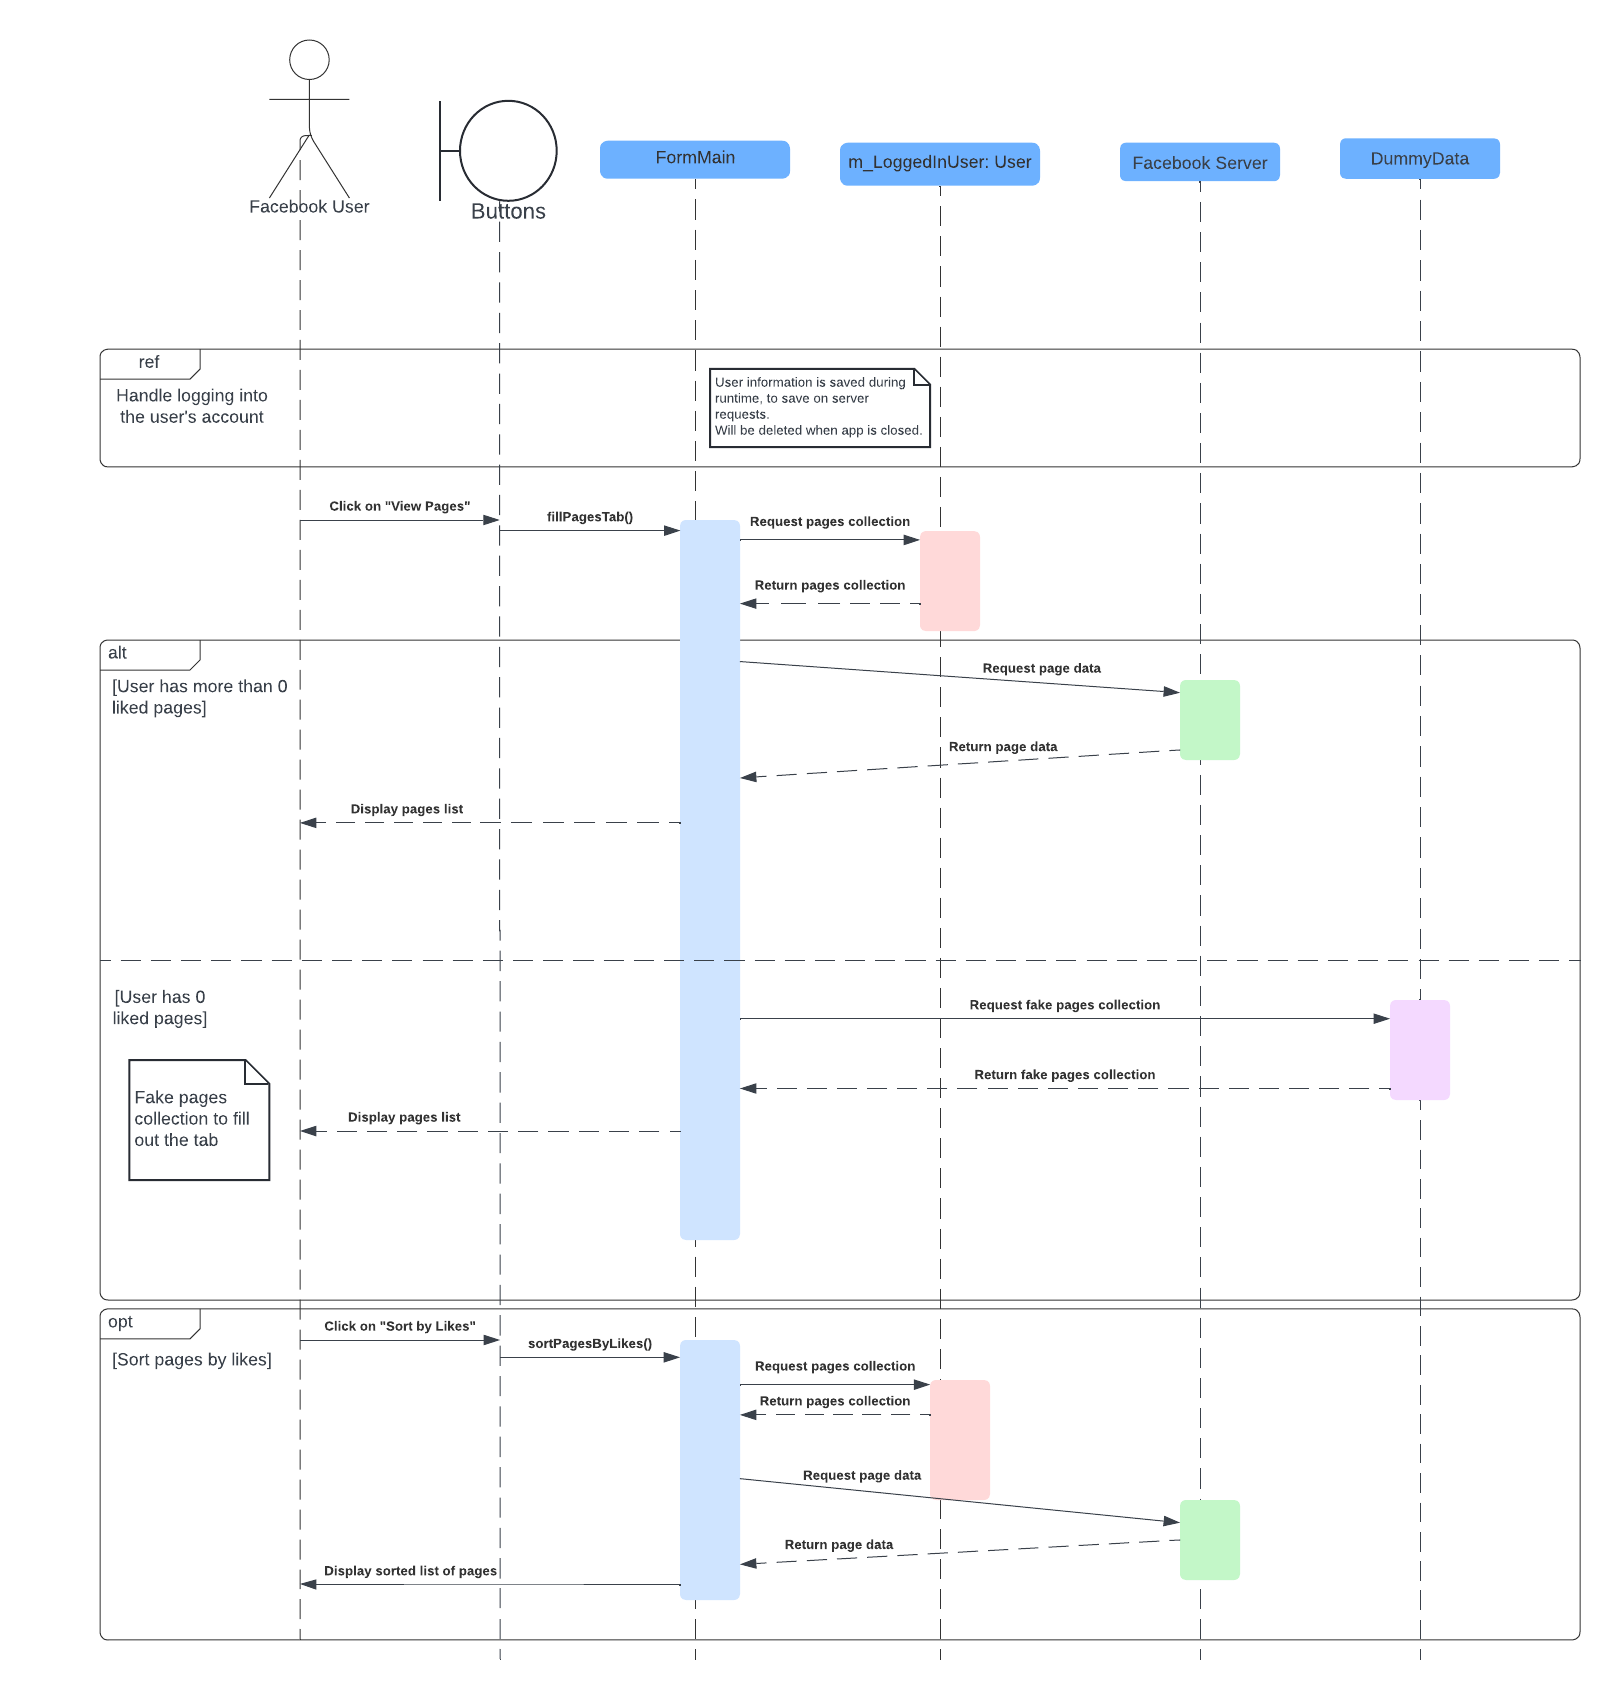 Facebook User
Buttons
FormMain
m_LoggedInUser: User
Facebook Server
DummyData
ref
Handle logging into
the user's account
User information is saved during
runtime, to save on server
requests.
Will be deleted when app is closed.
Click on "View Pages"
fillPagesTab()
Request pages collection
Return pages collection
alt
[User has more than 0
liked pages]
Request page data
Return page data
Display pages list
[User has 0
liked pages]
Request fake pages collection
Return fake pages collection
Fake pages
collection to fill
out the tab
Display pages list
opt
[Sort pages by likes]
Click on "Sort by Likes"
sortPagesByLikes()
Request pages collection
Return pages collection
Request page data
Return page data
Display sorted list of pages